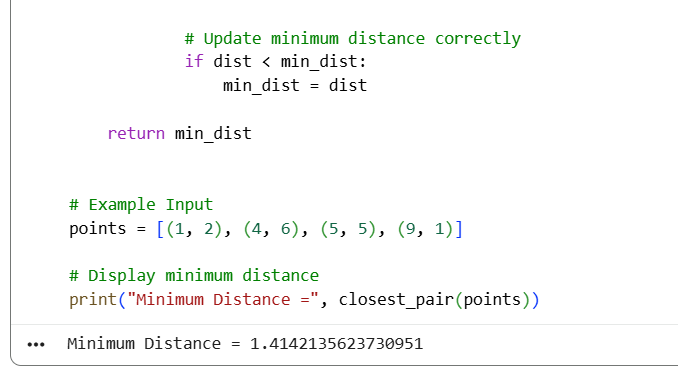 # Update minimum distance correctly
if dist < min_dist:
min_dist = dist
return min_dist
# Example Input
points = [(1, 2), (4, 6), (5, 5), (9, 1)]
# Display minimum distance
print("Minimum Distance =", closest_pair(points))
Minimum Distance = 1.4142135623730951